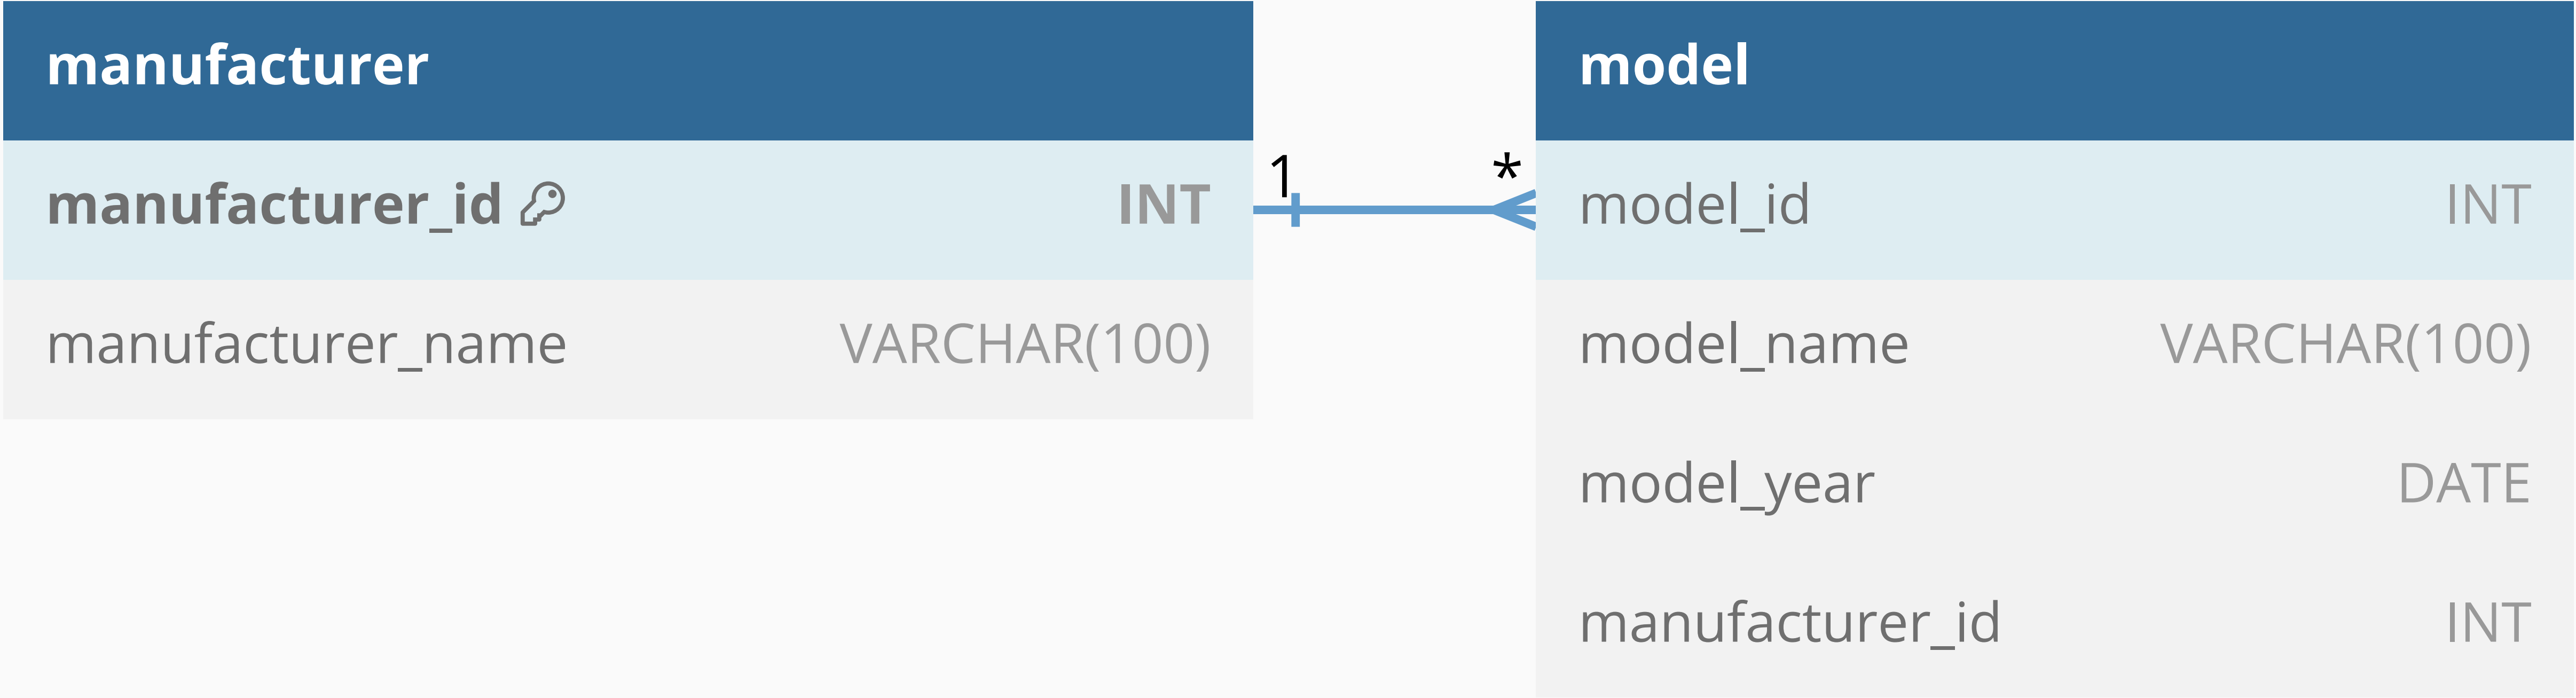 manufacturer
manufacturer_id INT
manufacturer_name VARCHAR(100)
1 *
model
model_id INT
model_name VARCHAR(100)
model_year DATE
manufacturer_id INT